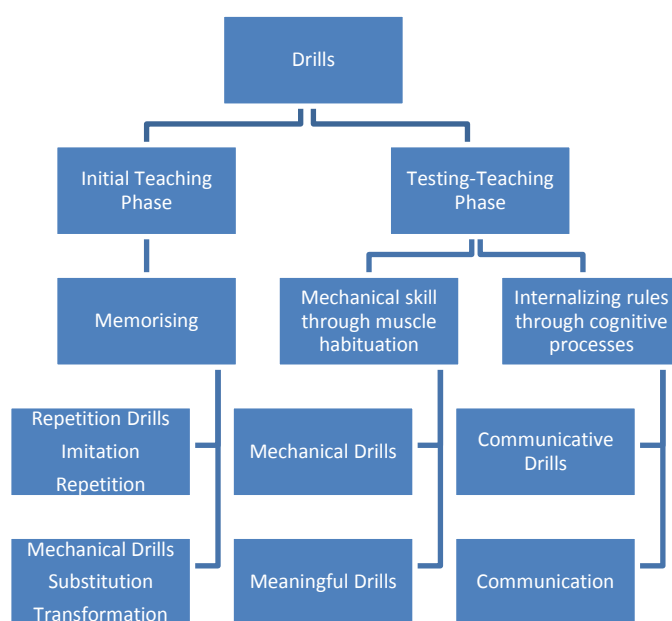 Drills
Initial Teaching
Phase
Testing-Teaching
Phase
Memorising
Mechanical skill
through muscle
habituation
Internalizing rules
through cognitive
processes
Repetition Drills
Imitation
Repetition
Mechanical Drills
Communicative
Drills
Mechanical Drills
Substitution
Transformation
Meaningful Drills
Communication